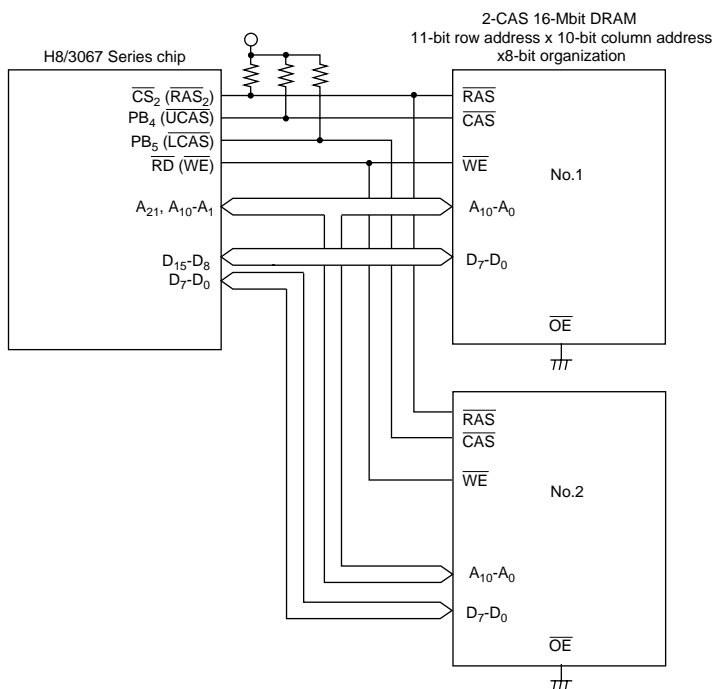 2-CAS 16-Mbit DRAM
11-bit row address x 10-bit column address
x8-bit organization
H8/3067 Series chip
CS2 (RAS2)
PB4 (UCAS)
PB5 (LCAS)
RD (WE)
A21, A10-A1
D15-D8
D7-D0
RAS
CAS
WE
No.1
A10-A0
D7-D0
OE
RAS
CAS
WE
No.2
A10-A0
D7-D0
OE